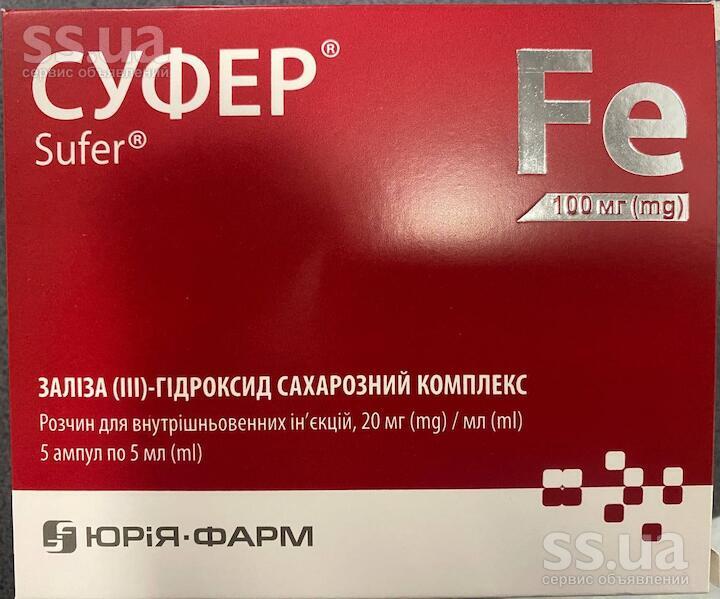 ss.ua
сервис объявлений
СУФЕР®
Sufer®
Fe
100 мг (mg)
ЗАЛІЗА (III)-ГІДРОКСИД САХАРОЗНИЙ КОМПЛЕКС
Розчин для внутрішньовенних ін’єкцій, 20 мг (mg) / мл (ml)
5 ампул по 5 мл (ml)
ЮРіЯ·ФАРМ
ss.ua
сервис объявлений